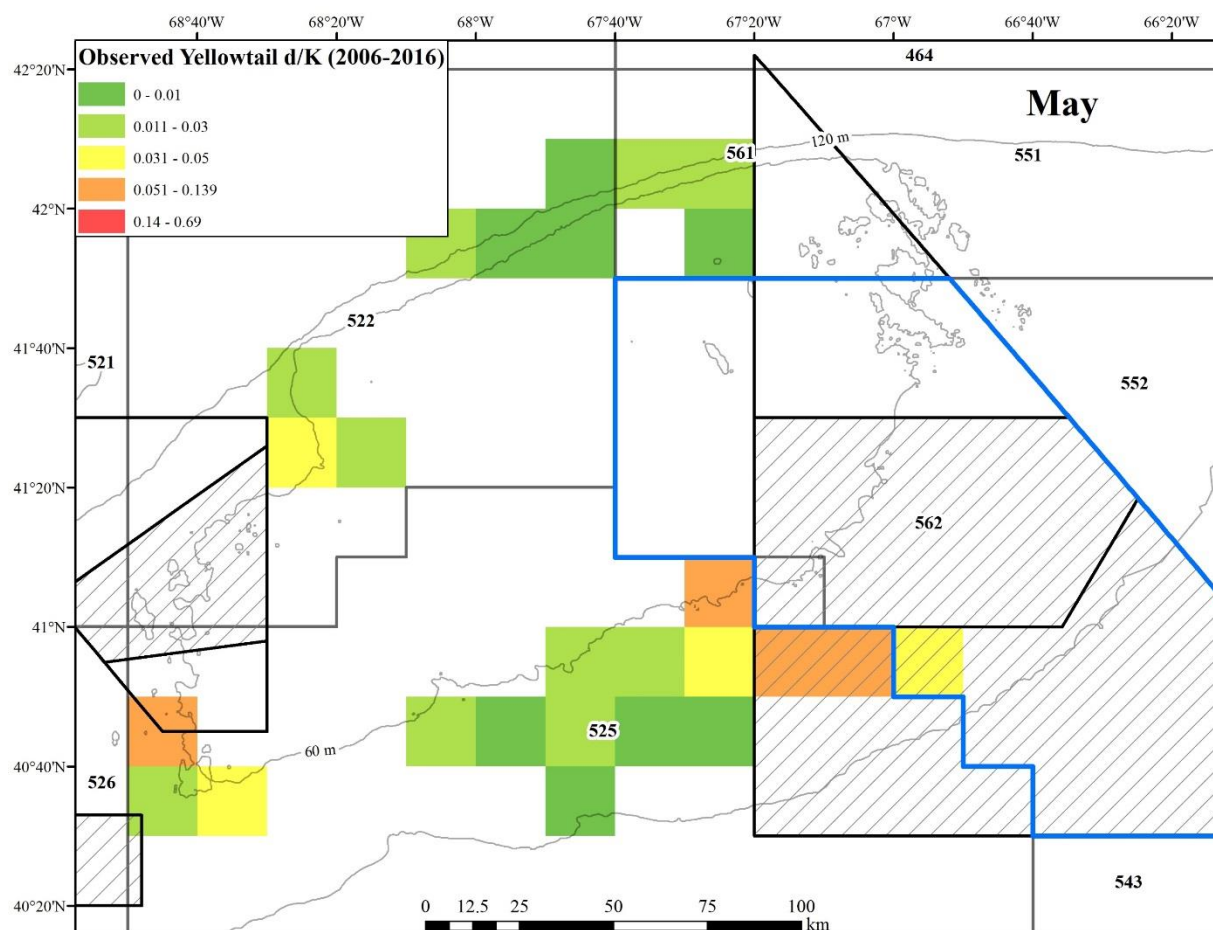 68°40'W 68°20'W 68°W 67°40'W 67°20'W 67°W 66°40'W 66°20'W
Observed Yellowtail d/K (2006-2016)
0 - 0.01
0.011 - 0.03
0.031 - 0.05
0.051 - 0.139
0.14 - 0.69
May
42°20'N
42°N
41°40'N
41°20'N
41°N
40°40'N
40°20'N
464
120 m
561
551
522
521
552
562
525
60 m
526
543
0 12.5 25 50 75 100
km